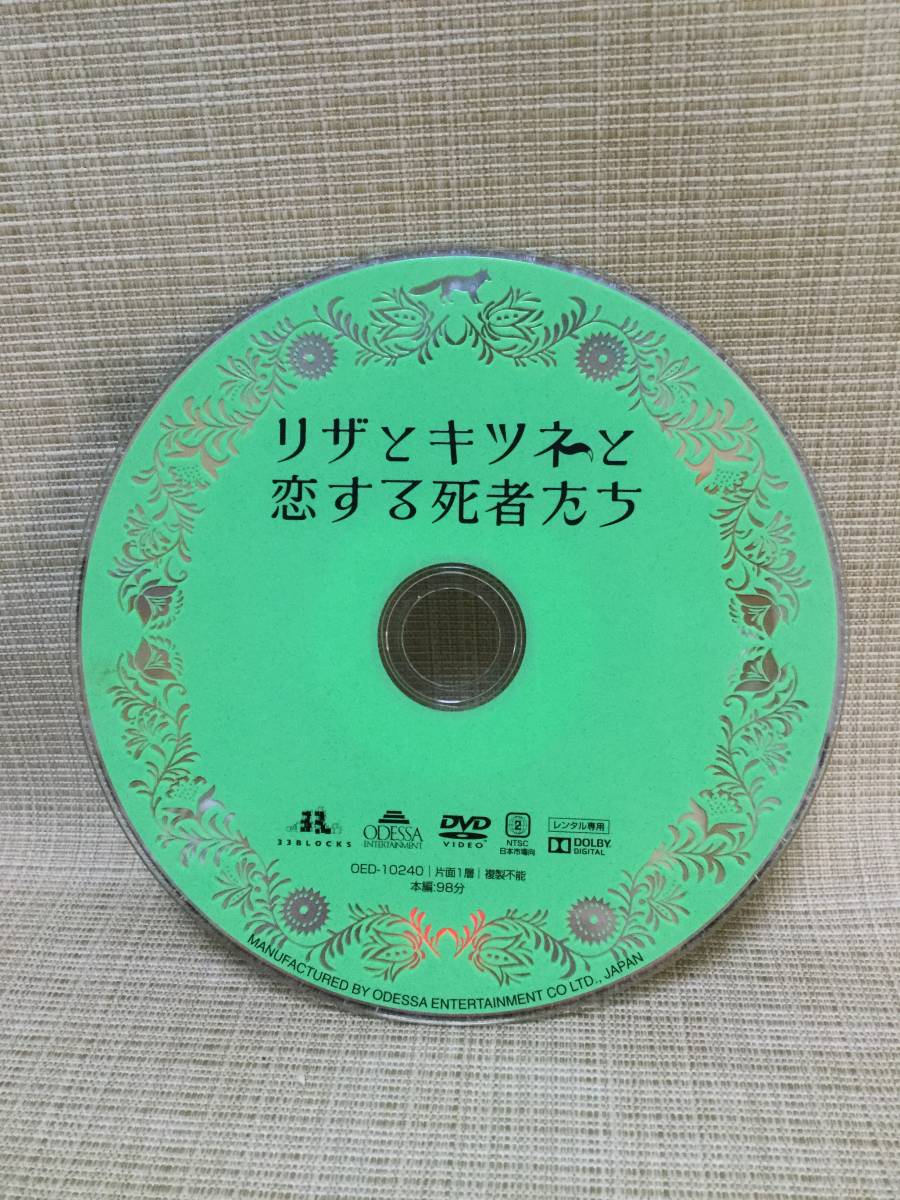 リザとキツネと
恋する死者たち
33BLOCKS
ODESSA
ENTERTAINMENT
DVD
VIDEO
2
NTSC
日本市場向
レンタル専用
DOLBY
DIGITAL
OED-10240｜片面1層｜複製不能
本編:98分
MANUFACTURED BY ODESSA ENTERTAINMENT CO LTD., JAPAN